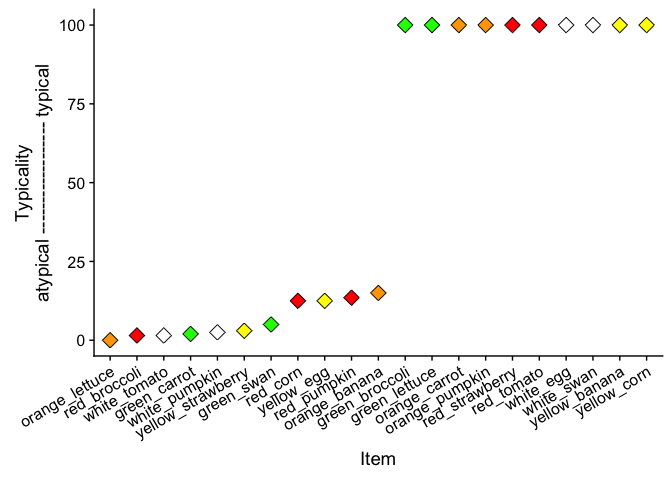 Typicality
atypical ------------ typical
100
75
50
25
0
orange_lettuce
red_broccoli
white_tomato
green_carrot
white_pumpkin
yellow_strawberry
green_swan
red_corn
yellow_egg
red_pumpkin
orange_banana
green_broccoli
green_lettuce
orange_carrot
orange_pumpkin
red_strawberry
red_tomato
white_egg
white_swan
yellow_banana
yellow_corn
Item